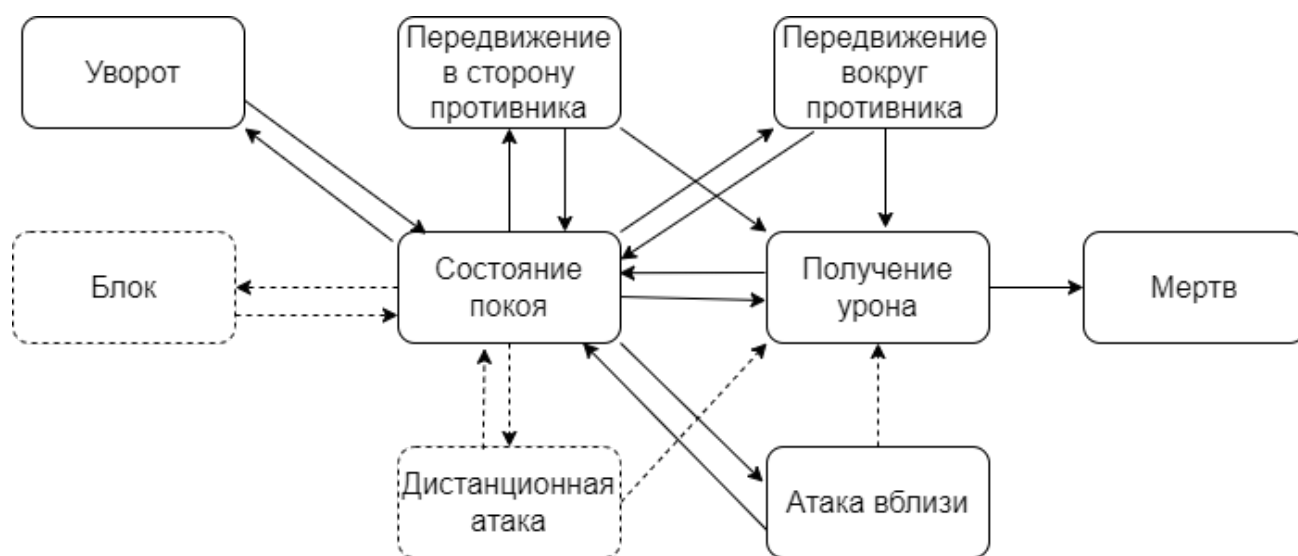 Уворот
Передвижение
в сторону
противника
Передвижение
вокруг
противника
Блок
Состояние
покоя
Получение
урона
Мертв
Дистанционная
атака
Атака вблизи